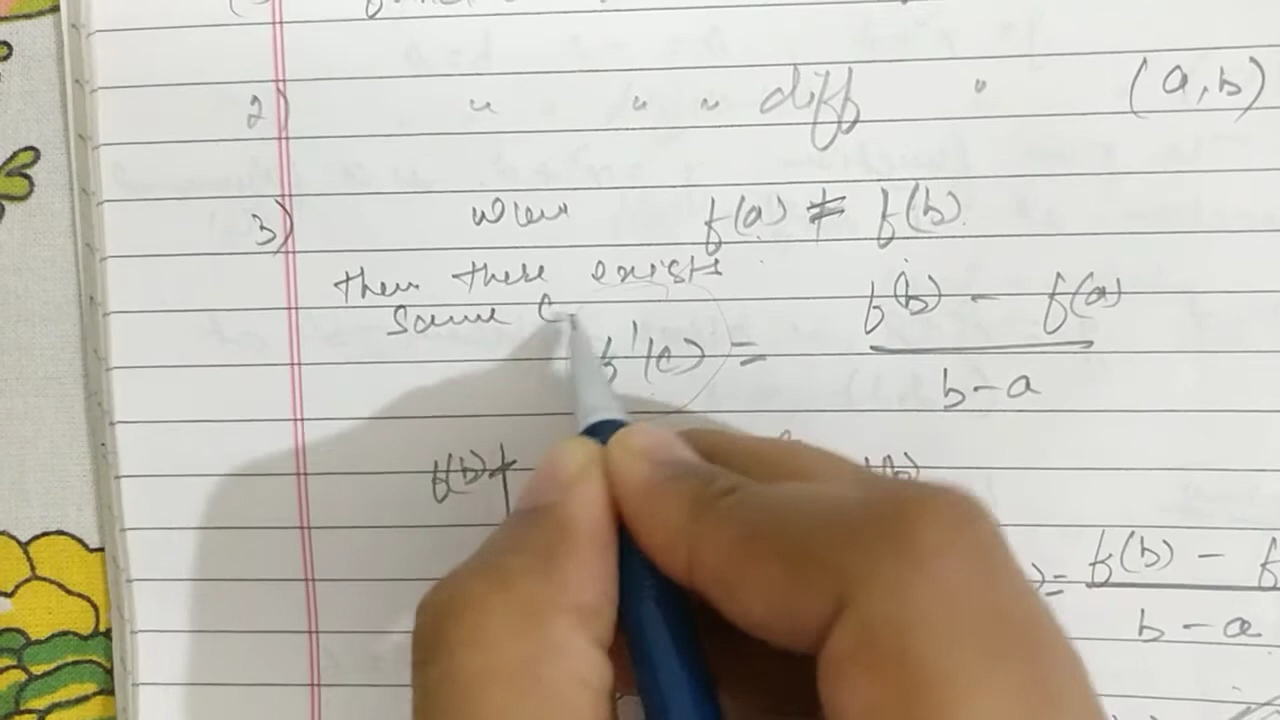 2) " " " diff " (a,b)
3) when f(a) ≠ f(b)
then there exists
some c
f'(c) = f(b) - f(a) / b-a
f(b)
f(b)
)= f(b) - f / b-a